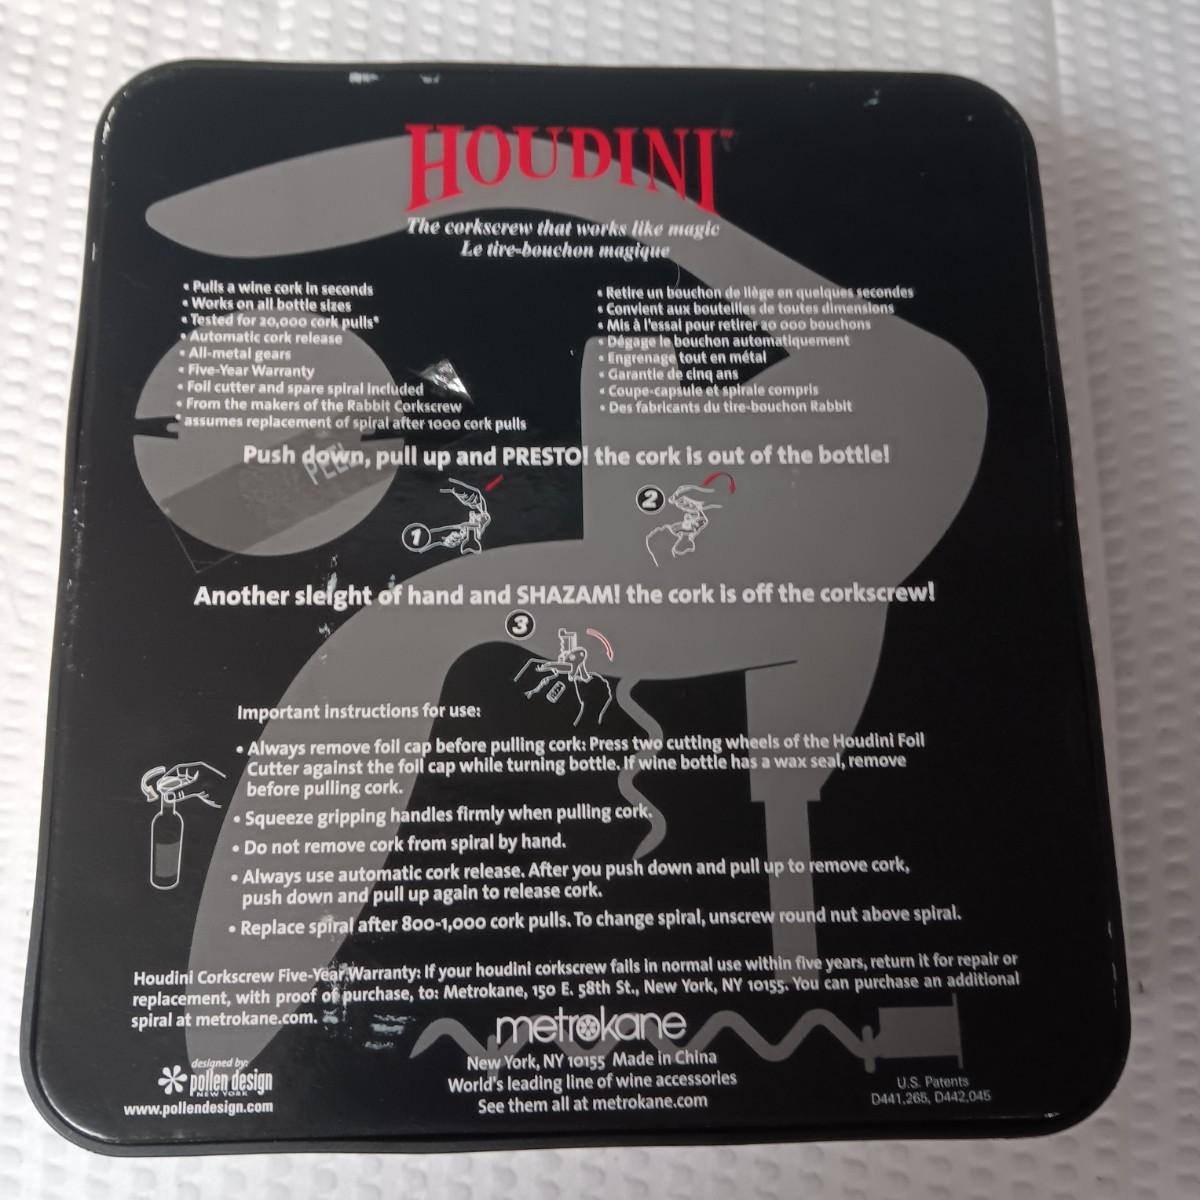 HOUDINI™
The corkscrew that works like magic
Le tire-bouchon magique
• Pulls a wine cork in seconds
• Works on all bottle sizes
• Tested for 20,000 cork pulls*
• Automatic cork release
• All-metal gears
• Five-Year Warranty
• Foil cutter and spare spiral included
• From the makers of the Rabbit Corkscrew
* assumes replacement of spiral after 1000 cork pulls
• Retire un bouchon de liège en quelques secondes
• Convient aux bouteilles de toutes dimensions
• Mis à l'essai pour retirer 20 000 bouchons
• Dégage le bouchon automatiquement
• Engrenage tout en métal
• Garantie de cinq ans
• Coupe-capsule et spirale compris
• Des fabricants du tire-bouchon Rabbit
PEEL
Push down, pull up and PRESTO! the cork is out of the bottle!
1
2
Another sleight of hand and SHAZAM! the cork is off the corkscrew!
3
Important instructions for use:
• Always remove foil cap before pulling cork: Press two cutting wheels of the Houdini Foil
Cutter against the foil cap while turning bottle. If wine bottle has a wax seal, remove
before pulling cork.
• Squeeze gripping handles firmly when pulling cork.
• Do not remove cork from spiral by hand.
• Always use automatic cork release. After you push down and pull up to remove cork,
push down and pull up again to release cork.
• Replace spiral after 800-1,000 cork pulls. To change spiral, unscrew round nut above spiral.
Houdini Corkscrew Five-Year Warranty: If your houdini corkscrew fails in normal use within five years, return it for repair or
replacement, with proof of purchase, to: Metrokane, 150 E. 58th St., New York, NY 10155. You can purchase an additional
spiral at metrokane.com.
metrokane
New York, NY 10155 Made in China
World's leading line of wine accessories
See them all at metrokane.com
designed by:
pollen design
NEW YORK
www.pollendesign.com
U.S. Patents
D441,265, D442,045